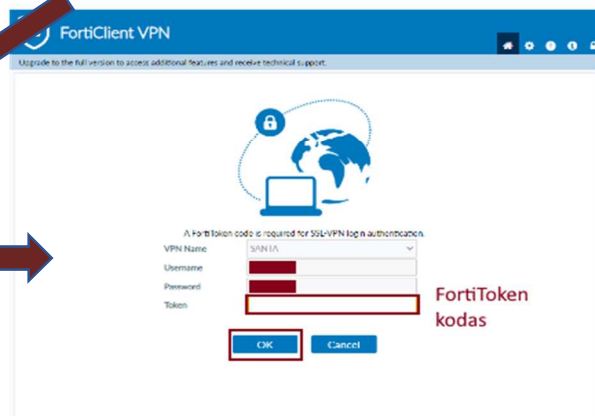 FortiClient VPN
Upgrade to the full version to access additional features and receive technical support.
A FortiToken code is required for SSL-VPN login authentication.
VPN Name SANTA
Username
Password
Token
FortiToken
kodas
OK Cancel